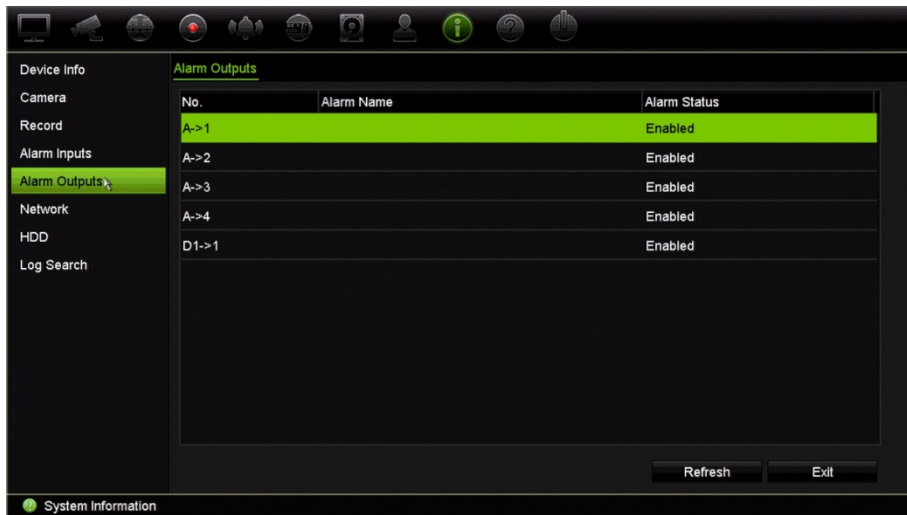 Device Info
Camera
Record
Alarm Inputs
Alarm Outputs
Network
HDD
Log Search
Alarm Outputs
No. Alarm Name Alarm Status
A->1 Enabled
A->2 Enabled
A->3 Enabled
A->4 Enabled
D1->1 Enabled
Refresh Exit
System Information